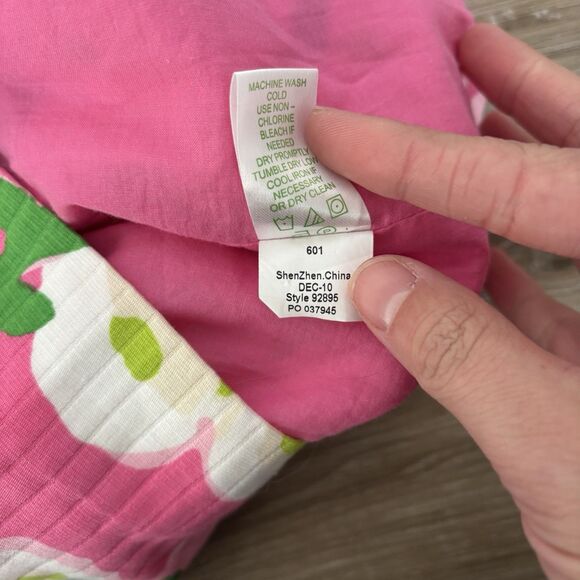 MACHINE WASH
COLD
USE NON-
CHLORINE
BLEACH IF
NEEDED
DRY PROMPTLY
TUMBLE DRY LOW
COOL IRON IF
NECESSARY
OR DRY CLEAN
601
ShenZhen.China
DEC-10
Style 92895
PO 037945